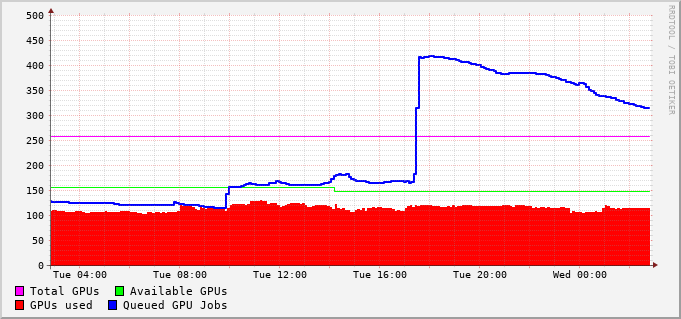 500
450
400
350
300
250
200
150
100
50
0
Tue 04:00 Tue 08:00 Tue 12:00 Tue 16:00 Tue 20:00 Wed 00:00
Total GPUs Available GPUs
GPUs used Queued GPU Jobs
RRDTOOL / TOBI OETIKER